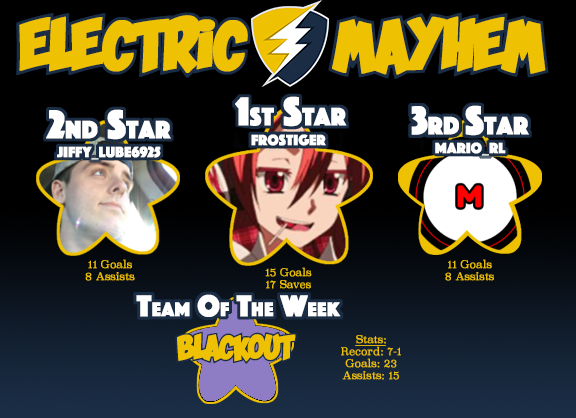 ELECTRIC MAYHEM
2ND STAR
JIFFY_LUBE6925
11 Goals
8 Assists
1ST STAR
FROSTIGER
15 Goals
17 Saves
3RD STAR
MARIO_RL
M
11 Goals
8 Assists
TEAM OF THE WEEK
BLACKOUT
Stats:
Record: 7-1
Goals: 23
Assists: 15